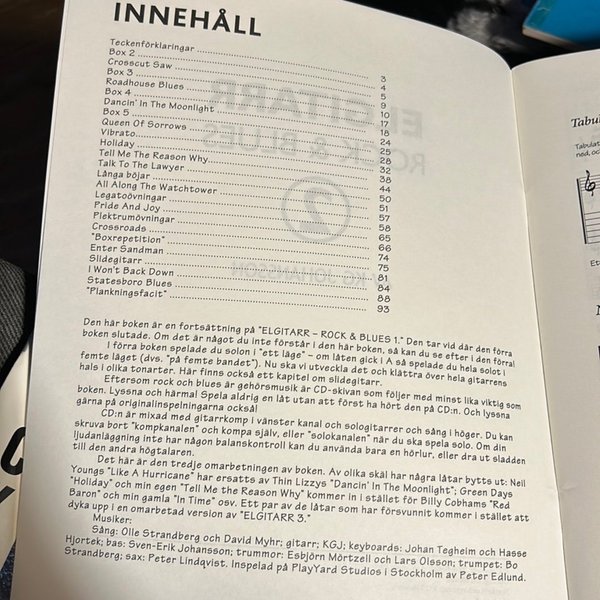 INNEHÅLL
Teckenförklaringar 3
Box 2 4
Crosscut Saw 5
Box 3 9
Roadhouse Blues 10
Box 4 17
Dancin' In The Moonlight 18
Box 5 24
Queen Of Sorrows 25
Vibrato 28
Holiday 32
Tell Me The Reason Why 38
Talk To The Lawyer 44
Långa böjar 50
All Along The Watchtower 51
Legatoövningar 57
Pride And Joy 58
Plektrumövningar 65
Crossroads 66
"Boxrepetition" 74
Enter Sandman 75
Slidegitarr 81
I Won't Back Down 84
Statesboro Blues 88
"Plankningsfacit" 93
Den här boken är en fortsättning på "ELGITARR – ROCK & BLUES 1." Den tar vid där den förra
boken slutade. Om det är något du inte förstår i den här boken, så kan du se efter i den förra!
I förra boken spelade du solon i "ett läge" – om låten gick i A så spelade du hela solot i
femte läget (dvs. "på femte bandet"). Nu ska vi utveckla det och klättra över hela gitarrens
hals i olika tonarter. Här finns också ett kapitel om slidegitarr.
Eftersom rock och blues är gehörsmusik är CD-skivan som följer med minst lika viktig som
boken. Lyssna och härma! Spela aldrig en låt utan att först ha hört den på CD:n. Och lyssna
gärna på originalinspelningarna också!
CD:n är mixad med gitarrkomp i vänster kanal och sologitarrer och sång i höger. Du kan
skruva bort "kompkanalen" och kompa själv, eller "solokanalen" när du ska spela solo. Om din
ljudanläggning inte har någon balanskontroll kan du använda bara en hörlur, eller dra ut sladden
till den andra högtalaren.
Det här är den tredje omarbetningen av boken. Av olika skäl har några låtar bytts ut: Neil
Youngs "Like A Hurricane" har ersatts av Thin Lizzys "Dancin' In The Moonlight"; Green Days
"Holiday" och min egen "Tell Me the Reason Why" kommer in i stället för Billy Cobhams "Red
Baron" och min gamla "In Time" osv. Ett par av de låtar som har försvunnit kommer i stället att
dyka upp i en omarbetad version av "ELGITARR 3."
Musiker:
Sång: Olle Strandberg och David Myhr; gitarr; KGJ; keyboards: Johan Tegheim och Hasse
Hjortek; bas: Sven-Erik Johansson; trummor: Esbjörn Mörtzell och Lars Olsson; trumpet: Bo
Strandberg; sax: Peter Lindqvist. Inspelad på PlayYard Studios i Stockholm av Peter Edlund.